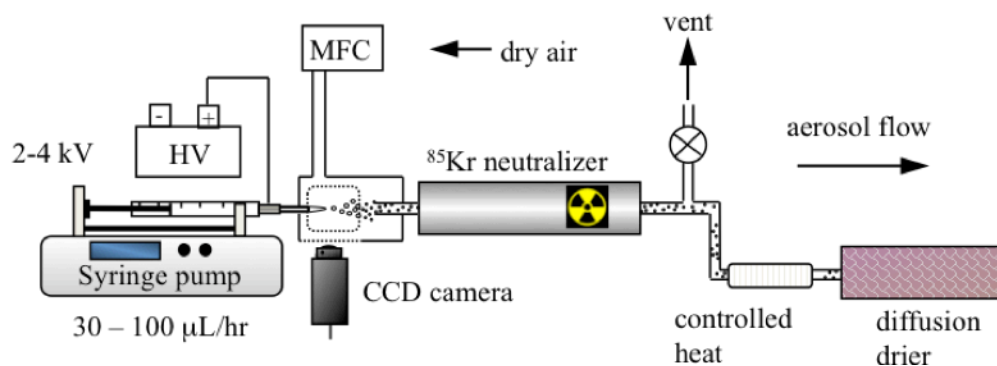 vent
MFC
dry air
-
+
HV
2-4 kV
aerosol flow
⁸⁵Kr neutralizer
Syringe pump
CCD camera
30 – 100 μL/hr
controlled
heat
diffusion
drier